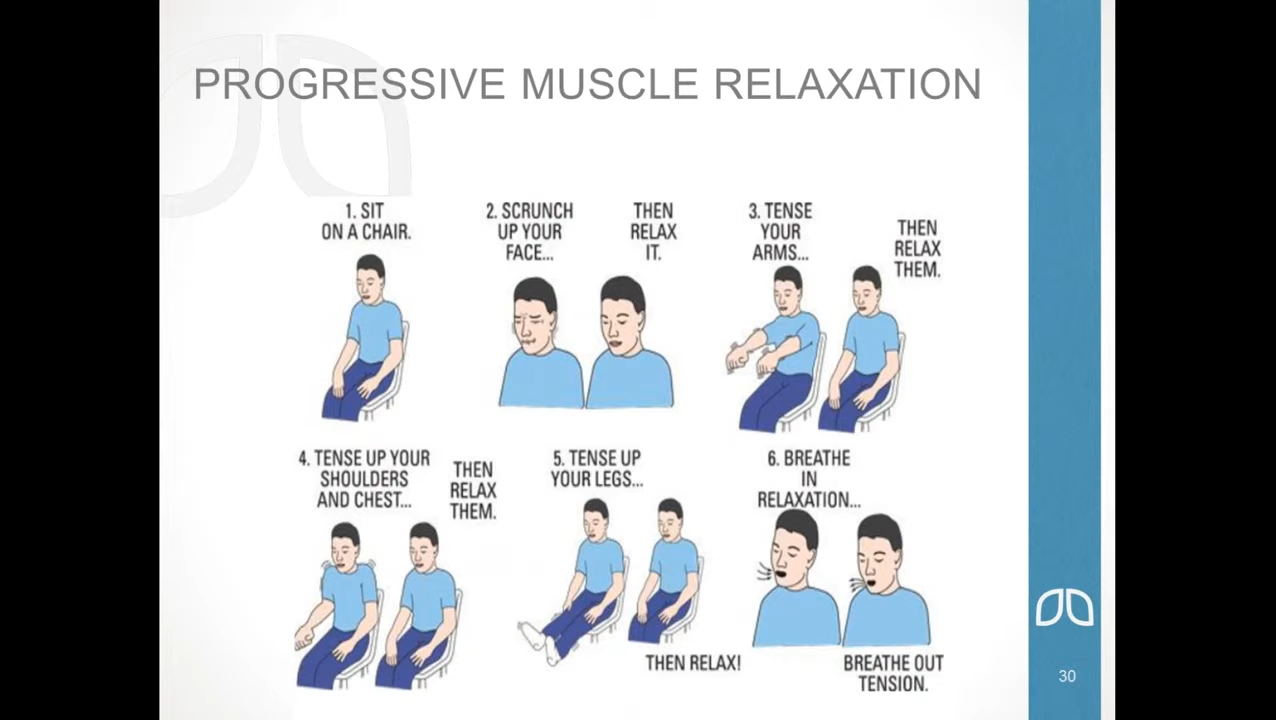 PROGRESSIVE MUSCLE RELAXATION
1. SIT
ON A CHAIR.
2. SCRUNCH
UP YOUR
FACE...
THEN
RELAX
IT.
3. TENSE
YOUR
ARMS...
THEN
RELAX
THEM.
4. TENSE UP YOUR
SHOULDERS
AND CHEST...
THEN
RELAX
THEM.
5. TENSE UP
YOUR LEGS...
THEN RELAX!
6. BREATHE
IN
RELAXATION...
BREATHE OUT
TENSION.
30